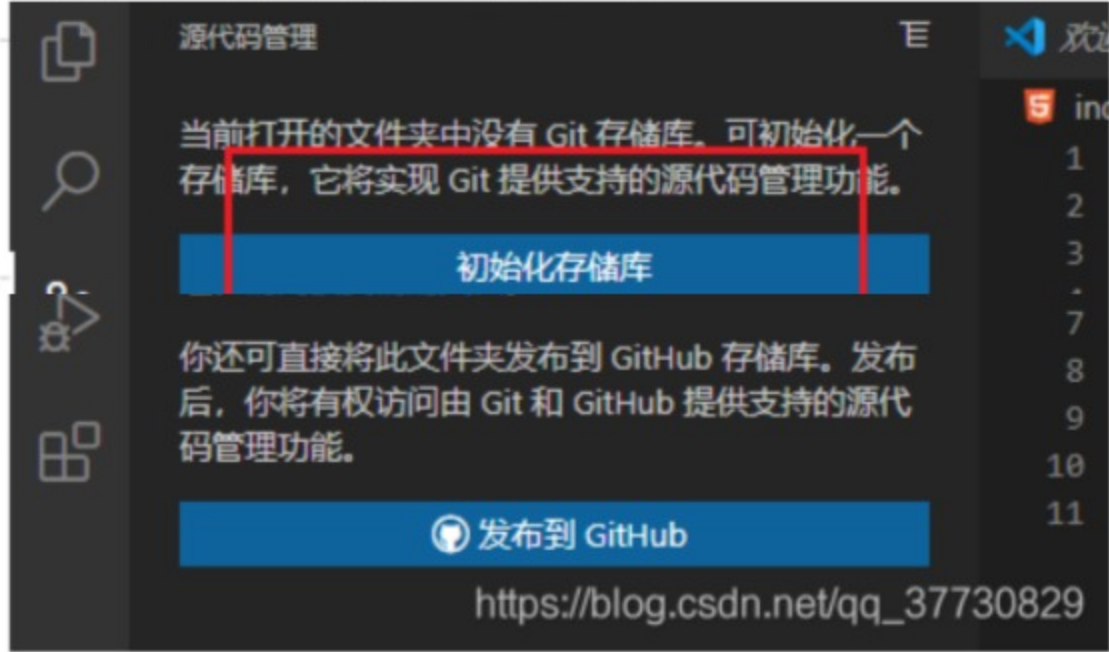 源代码管理
欢迎
当前打开的文件夹中没有 Git 存储库。可初始化一个
存储库，它将实现 Git 提供支持的源代码管理功能。
初始化存储库
你还可直接将此文件夹发布到 GitHub 存储库。发布
后，你将有权访问由 Git 和 GitHub 提供支持的源代
码管理功能。
发布到 GitHub
5 ind
1
2
3
7
8
9
10
11
https://blog.csdn.net/qq_37730829